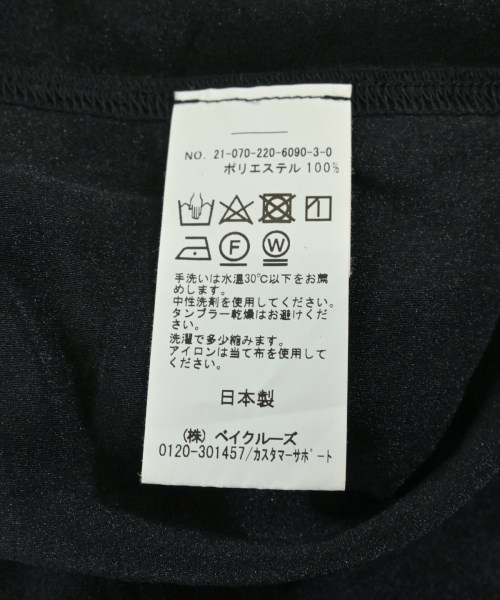 NO. 21-070-220-6090-3-0
ポリエステル 100%
F W
手洗いは水温30℃以下をお薦
めします。
中性洗剤を使用してください。
タンブラー乾燥はお避けくだ
さい。
洗濯で多少縮みます。
アイロンは当て布を使用して
ください。
日本製
(株) ベイクルーズ
0120-301457/カスタマーサポート